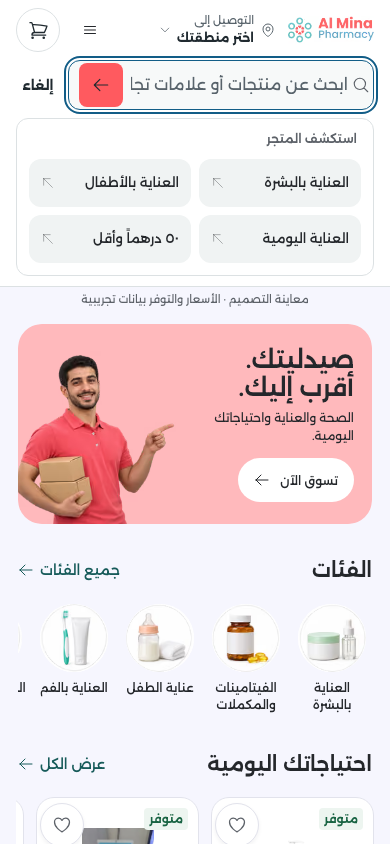 Al Mina
Pharmacy
التوصيل إلى
اختر منطقتك
ابحث عن منتجات أو علامات تجا
إلغاء
استكشف المتجر
العناية بالبشرة
العناية بالأطفال
العناية اليومية
٥٠ درهماً وأقل
معاينة التصميم · الأسعار والتوفر بيانات تجريبية
صيدليتك.
أقرب إليك.
الصحة والعناية واحتياجاتك
اليومية.
تسوق الآن
الفئات
جميع الفئات
العناية
بالبشرة
الفيتامينات
والمكملات
عناية الطفل
العناية بالفم
احتياجاتك اليومية
عرض الكل
متوفر
متوفر